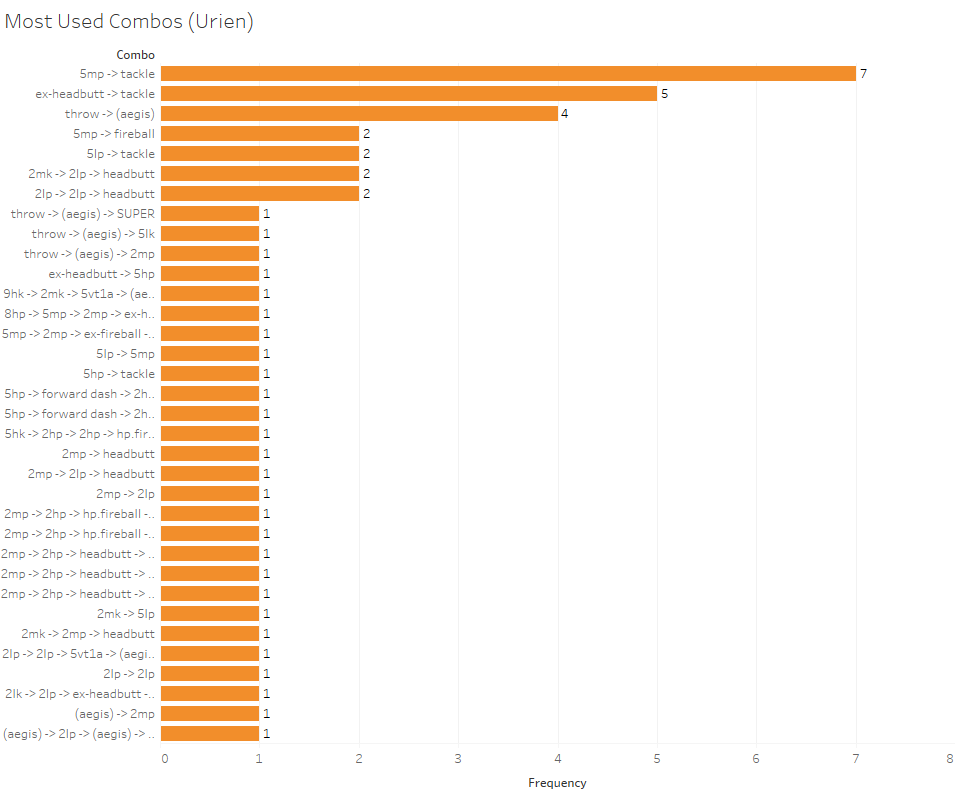 Most Used Combos (Urien)
Combo
5mp -> tackle 7
ex-headbutt -> tackle 5
throw -> (aegis) 4
5mp -> fireball 2
5lp -> tackle 2
2mk -> 2lp -> headbutt 2
2lp -> 2lp -> headbutt 2
throw -> (aegis) -> SUPER 1
throw -> (aegis) -> 5lk 1
throw -> (aegis) -> 2mp 1
ex-headbutt -> 5hp 1
9hk -> 2mk -> 5vt1a -> (ae.. 1
8hp -> 5mp -> 2mp -> ex-h.. 1
5mp -> 2mp -> ex-fireball -.. 1
5lp -> 5mp 1
5hp -> tackle 1
5hp -> forward dash -> 2h.. 1
5hp -> forward dash -> 2h.. 1
5hk -> 2hp -> 2hp -> hp.fir.. 1
2mp -> headbutt 1
2mp -> 2lp -> headbutt 1
2mp -> 2lp 1
2mp -> 2hp -> hp.fireball -.. 1
2mp -> 2hp -> hp.fireball -.. 1
2mp -> 2hp -> headbutt -> .. 1
2mp -> 2hp -> headbutt -> .. 1
2mp -> 2hp -> headbutt -> .. 1
2mk -> 5lp 1
2mk -> 2mp -> headbutt 1
2lp -> 2lp -> 5vt1a -> (aegi.. 1
2lp -> 2lp 1
2lk -> 2lp -> ex-headbutt -.. 1
(aegis) -> 2mp 1
(aegis) -> 2lp -> (aegis) -> .. 1
0 1 2 3 4 5 6 7 8
Frequency